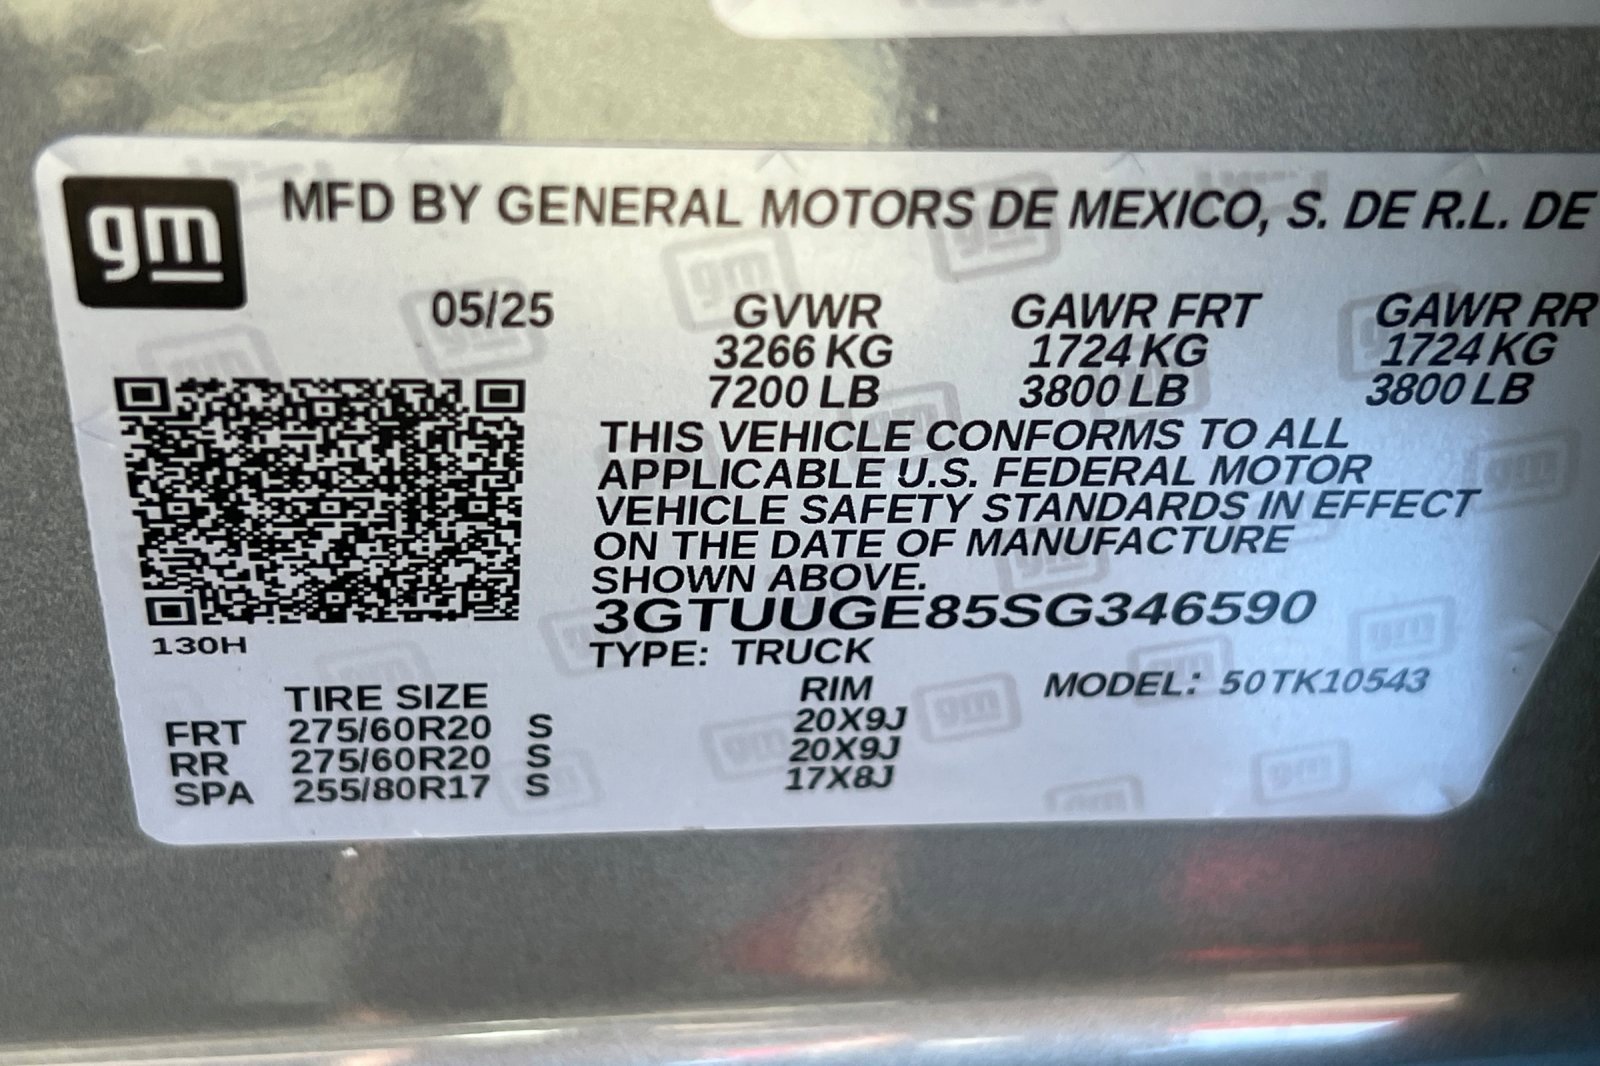 gm
MFD BY GENERAL MOTORS DE MEXICO, S. DE R.L. DE
05/25 GVWR GAWR FRT GAWR RR
3266 KG 1724 KG 1724 KG
7200 LB 3800 LB 3800 LB
THIS VEHICLE CONFORMS TO ALL
APPLICABLE U.S. FEDERAL MOTOR
VEHICLE SAFETY STANDARDS IN EFFECT
ON THE DATE OF MANUFACTURE
SHOWN ABOVE.
3GTUUGE85SG346590
130H TYPE: TRUCK
TIRE SIZE RIM MODEL: 50TK10543
FRT 275/60R20 S 20X9J
RR 275/60R20 S 20X9J
SPA 255/80R17 S 17X8J